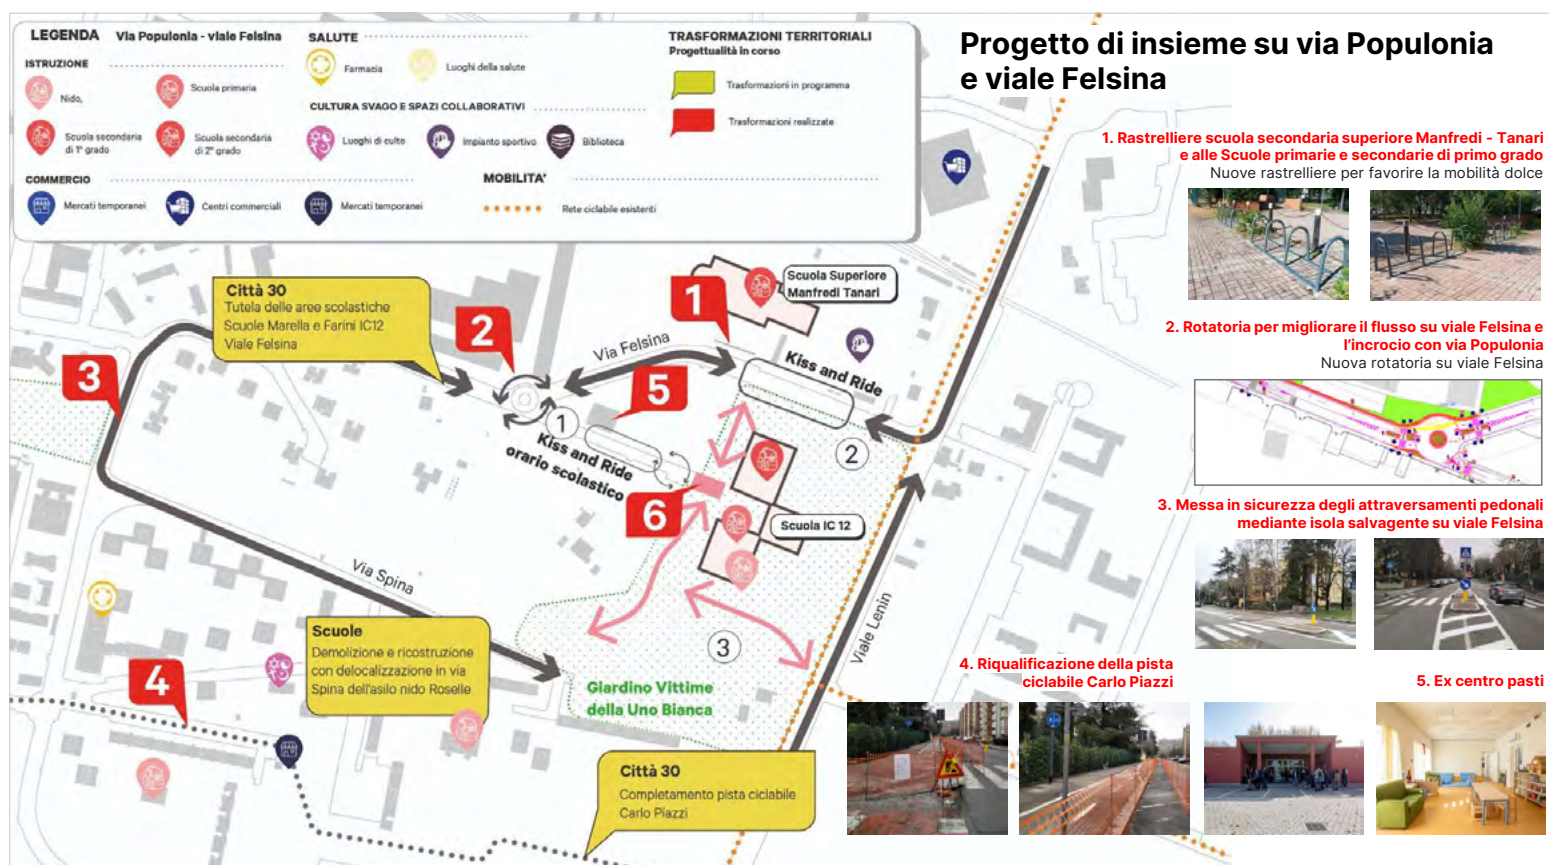 LEGENDA Via Populonia - viale Felsina
ISTRUZIONE
Nido,
Scuola primaria
Scuola secondaria
di 1° grado
Scuola secondaria
di 2° grado
COMMERCIO
Mercati temporanei
Centri commerciali
Mercati temporanei
SALUTE
Farmacia
Luoghi della salute
CULTURA SVAGO E SPAZI COLLABORATIVI
Luoghi di culto
Impianto sportivo
Biblioteca
MOBILITA'
Rete ciclabile esistenti
TRASFORMAZIONI TERRITORIALI
Progettualità in corso
Trasformazioni in programma
Trasformazioni realizzate
Progetto di insieme su via Populonia
e viale Felsina
1. Rastrelliere scuola secondaria superiore Manfredi - Tanari
e alle Scuole primarie e secondarie di primo grado
Nuove rastrelliere per favorire la mobilità dolce
2. Rotatoria per migliorare il flusso su viale Felsina e
l'incrocio con via Populonia
Nuova rotatoria su viale Felsina
3. Messa in sicurezza degli attraversamenti pedonali
mediante isola salvagente su viale Felsina
4. Riqualificazione della pista
ciclabile Carlo Piazzi
5. Ex centro pasti
Città 30
Tutela delle aree scolastiche
Scuole Marella e Farini IC12
Viale Felsina
1
2
3
4
5
6
Scuola Superiore
Manfredi Tanari
Via Felsina
Kiss and Ride
1
Kiss and Ride
orario scolastico
2
Scuola IC 12
3
Via Spina
Viale Lenin
Scuole
Demolizione e ricostruzione
con delocalizzazione in via
Spina dell'asilo nido Roselle
Giardino Vittime
della Uno Bianca
Città 30
Completamento pista ciclabile
Carlo Piazzi